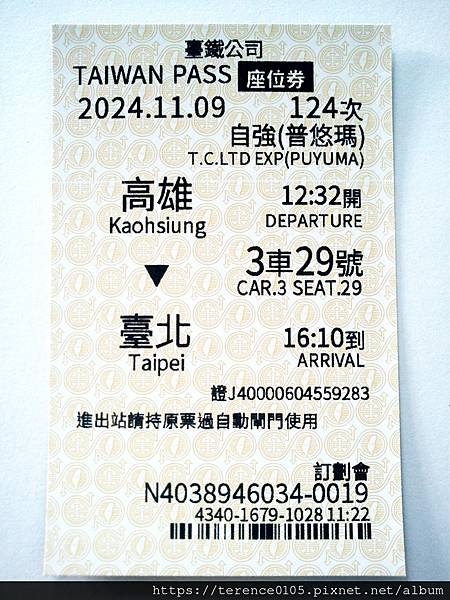 臺鐵公司
TAIWAN PASS 座位券
2024.11.09 124次
自強(普悠瑪)
T.C.LTD EXP(PUYUMA)
高雄 12:32開
Kaohsiung DEPARTURE
3車29號
▼ CAR.3 SEAT.29
臺北 16:10到
Taipei ARRIVAL
證J40000604559283
進出站請持原票過自動閘門使用
訂劃會
N4038946034-0019
4340-1679-1028 11:22
https://terence0105.pixnet.net/album